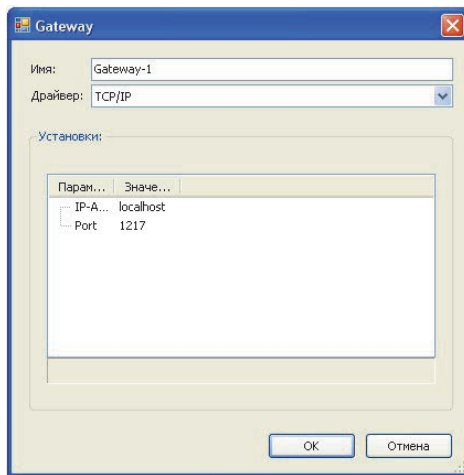 Gateway
Имя: Gateway-1
Драйвер: TCP/IP
Установки:
Парам... Значе...
IP-A... localhost
Port 1217
OK Отмена